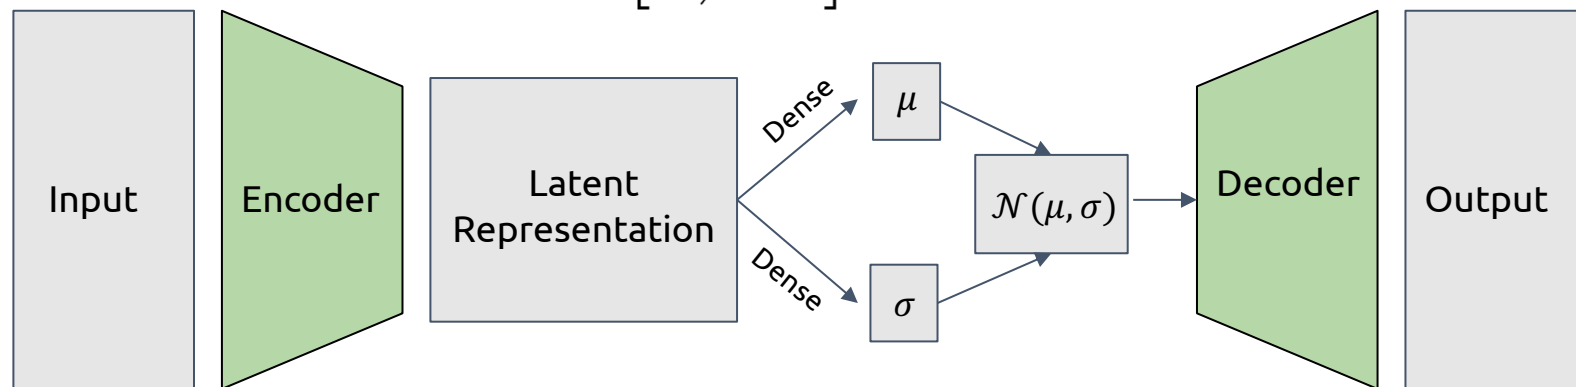 Input
Encoder
Latent
Representation
Dense
Dense
μ
σ
𝒩(μ, σ)
Decoder
Output